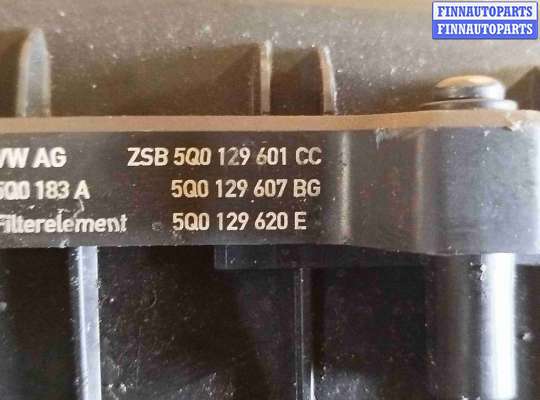 FINNAUTOPARTS
FINNAUTOPARTS
VW AG ZSB 5Q0 129 601 CC
5Q0 183 A 5Q0 129 607 BG
Filterelement 5Q0 129 620 E